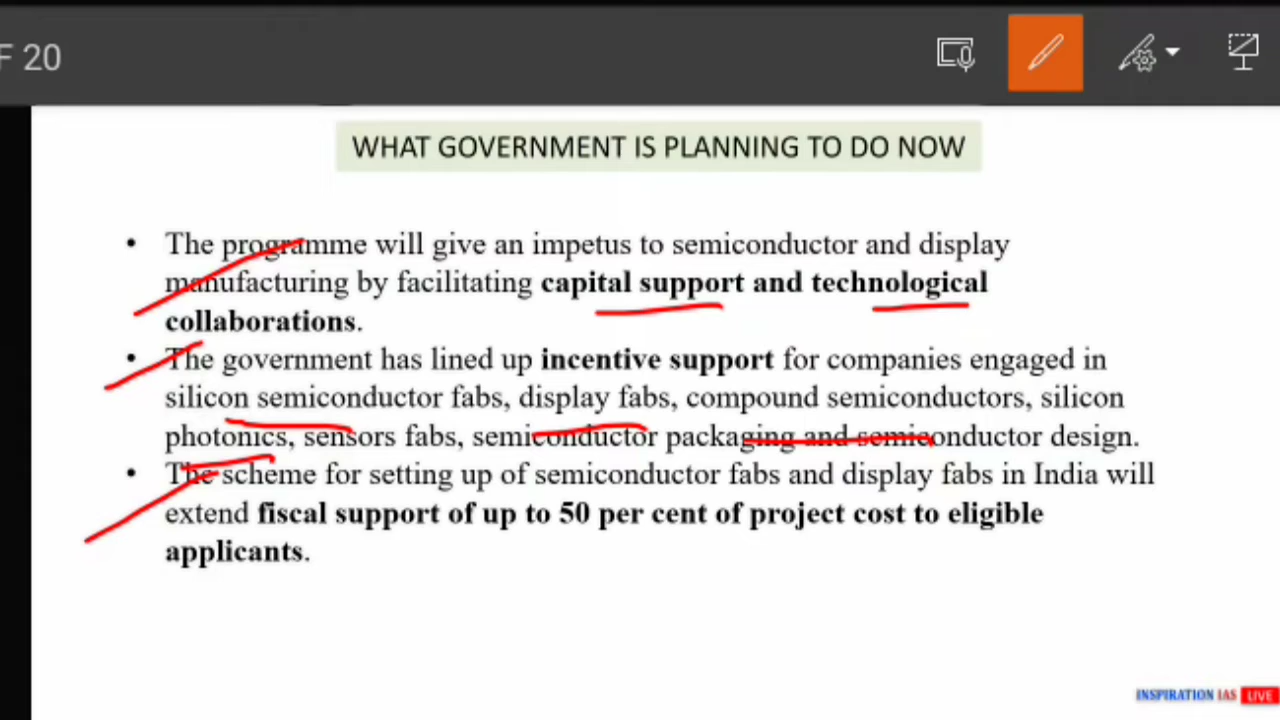 F 20
WHAT GOVERNMENT IS PLANNING TO DO NOW
• The programme will give an impetus to semiconductor and display
manufacturing by facilitating capital support and technological
collaborations.
• The government has lined up incentive support for companies engaged in
silicon semiconductor fabs, display fabs, compound semiconductors, silicon
photonics, sensors fabs, semiconductor packaging and semiconductor design.
• The scheme for setting up of semiconductor fabs and display fabs in India will
extend fiscal support of up to 50 per cent of project cost to eligible
applicants.
INSPIRATION IAS LIVE